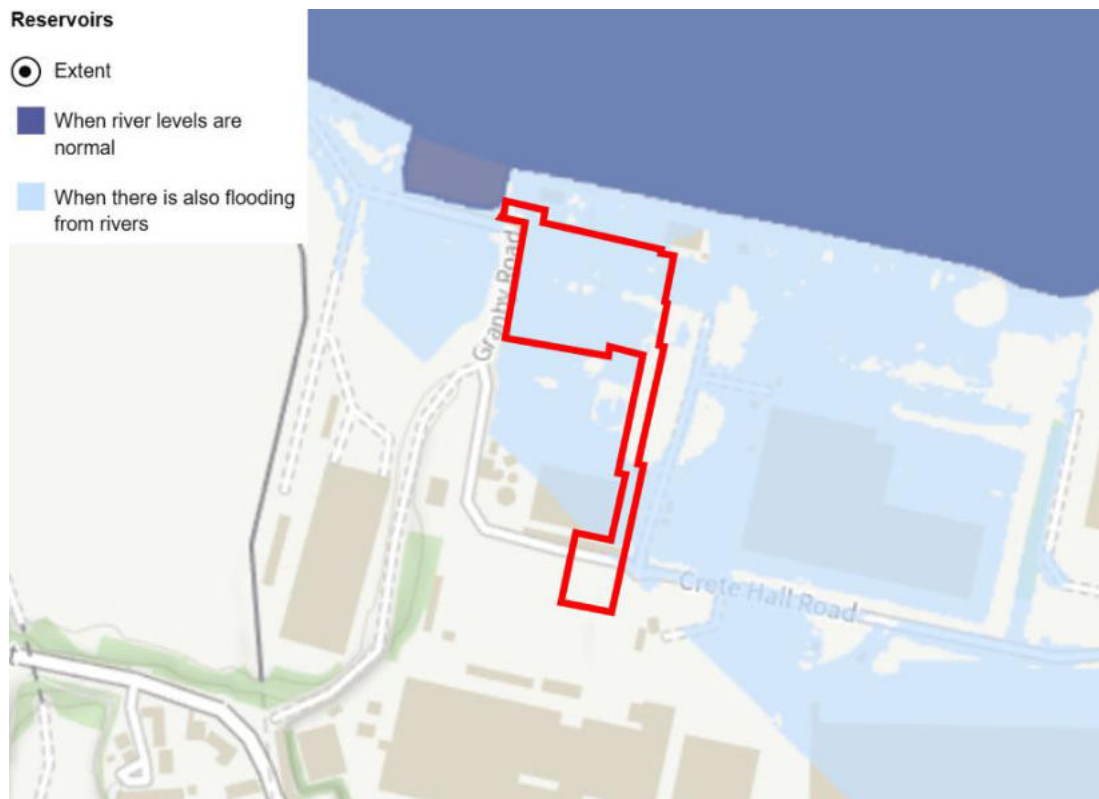 Reservoirs
Extent
When river levels are
normal
When there is also flooding
from rivers
Granby Road
Crete Hall Road